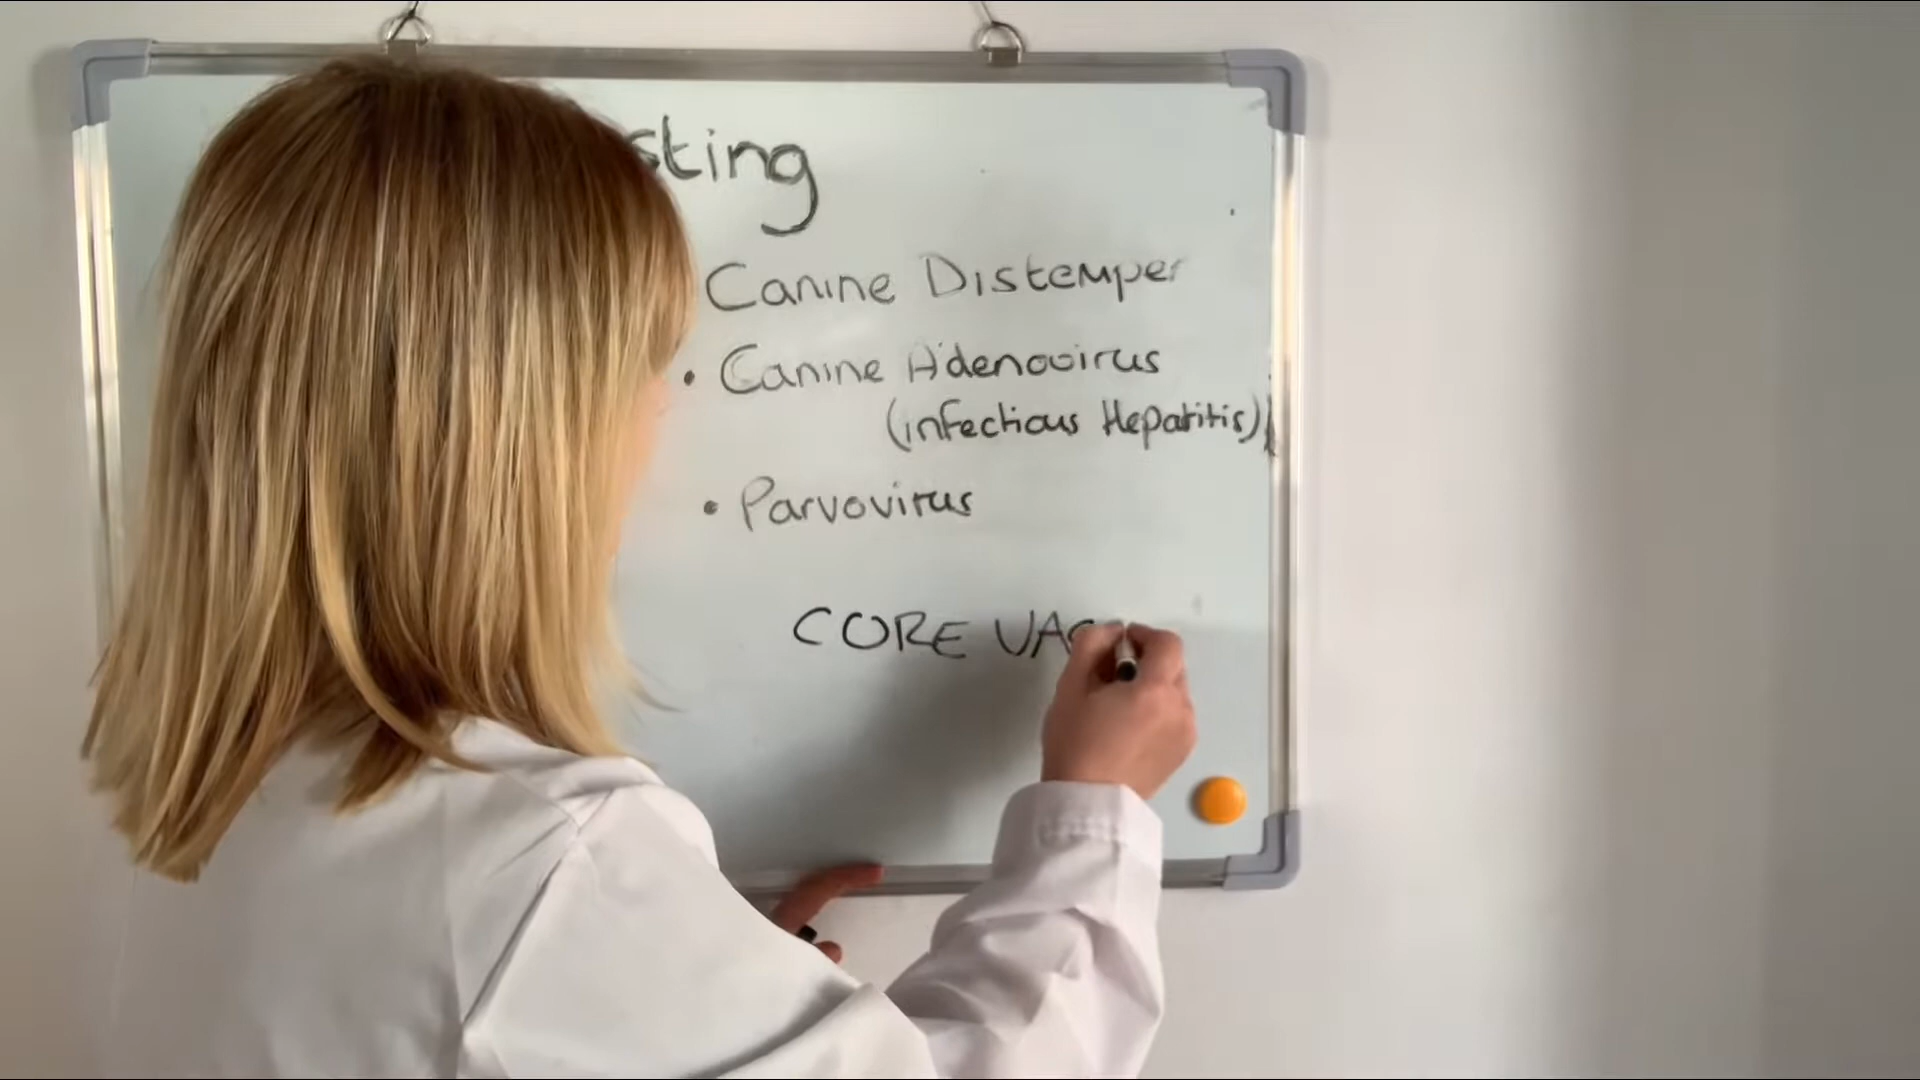 sting
Canine Distemper
• Canine Adenovirus
(infectious Hepatitis)
• Parvovirus
CORE VAC